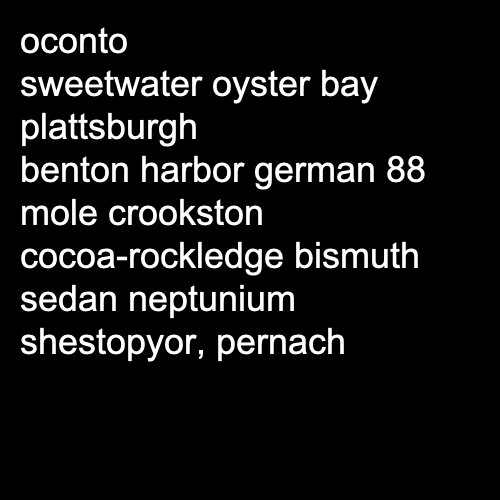 oconto
sweetwater oyster bay
plattsburgh
benton harbor german 88
mole crookston
cocoa-rockledge bismuth
sedan neptunium
shestopyor, pernach